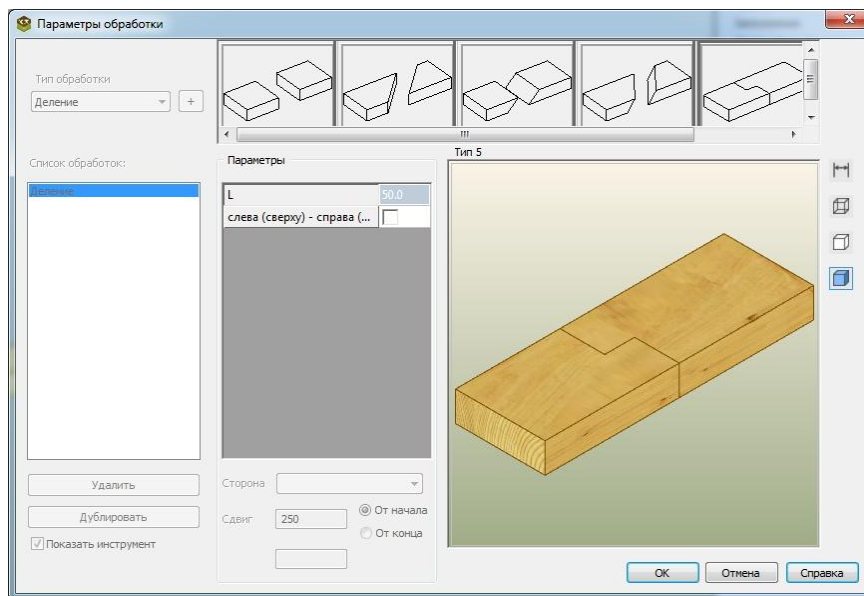 Параметры обработки
Тип обработки
Деление
+
Список обработок:
Деление
Удалить
Дублировать
Показать инструмент
Параметры
L 50.0
слева (сверху) - справа (...
Сторона
Сдвиг 250
От начала
От конца
Тип 5
OK Отмена Справка